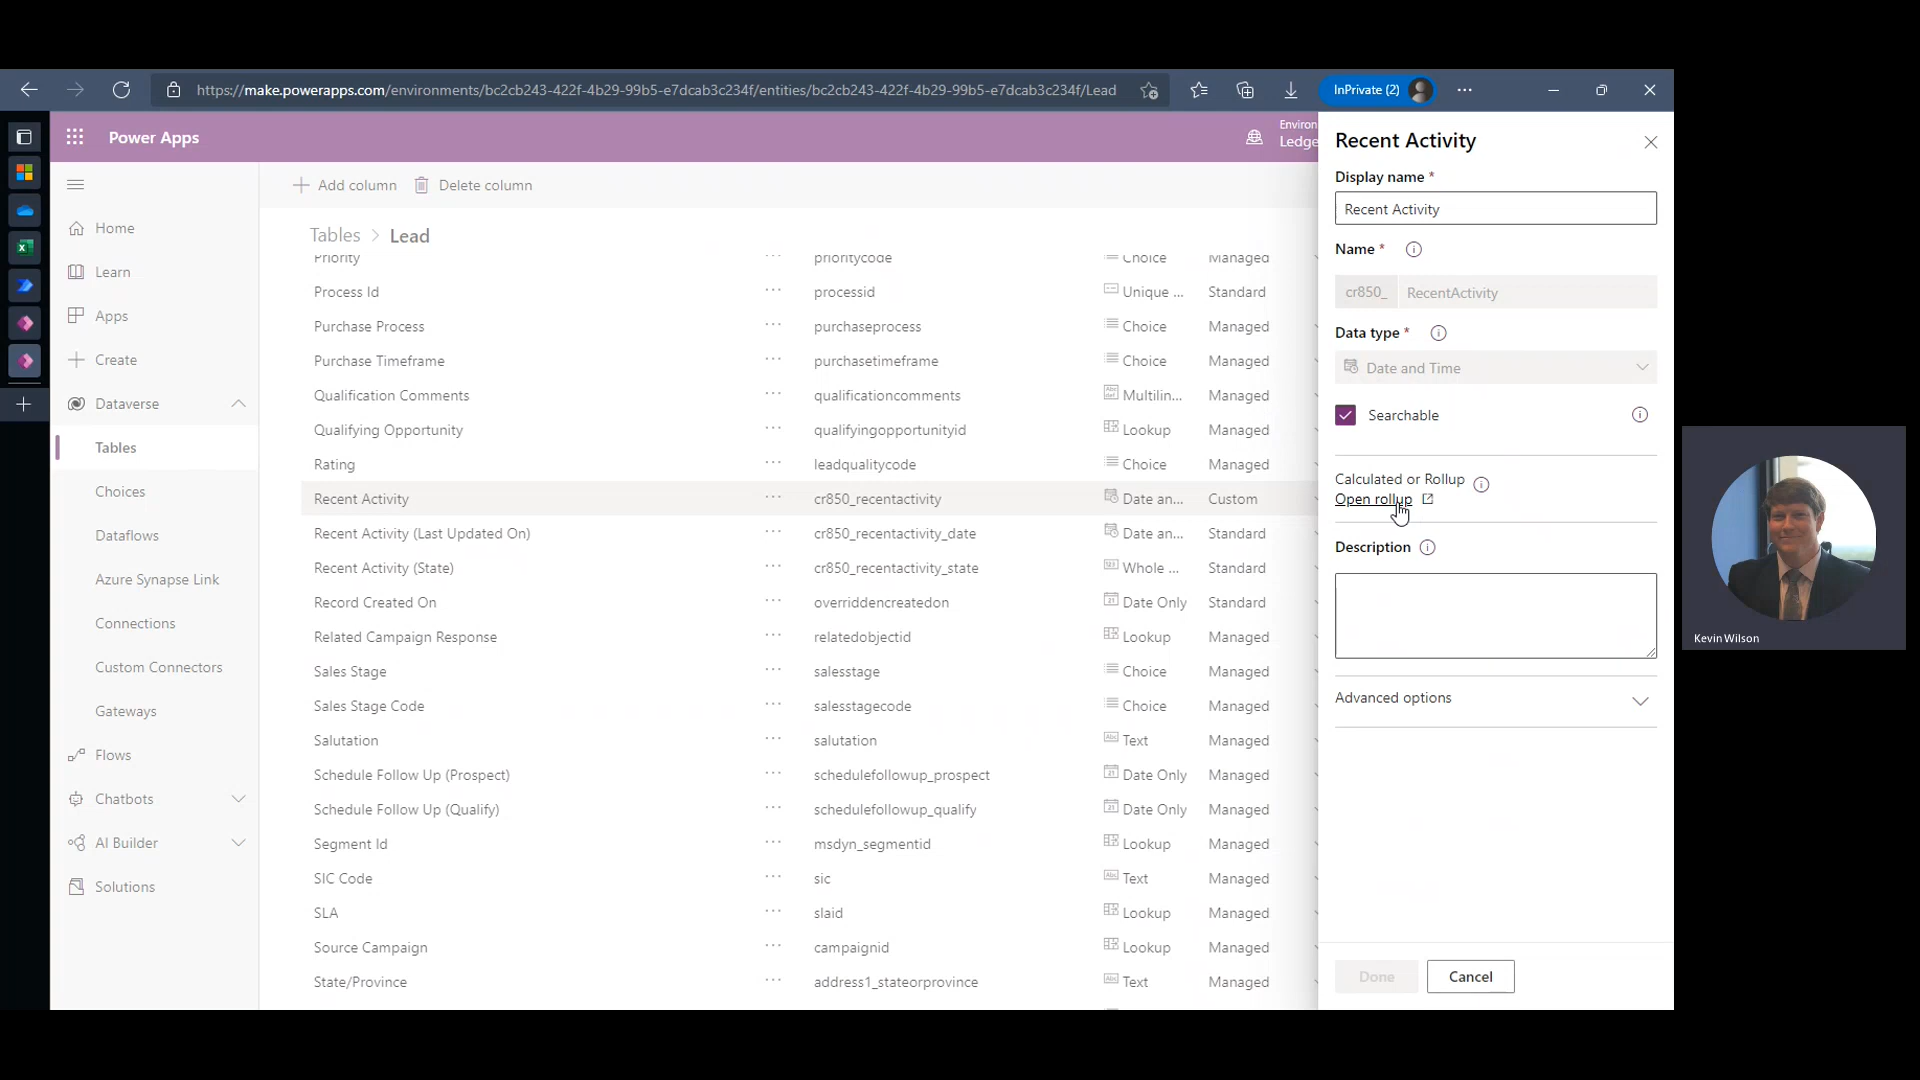 https://make.powerapps.com/environments/bc2cb243-422f-4b29-99b5-e7dcab3c234f/entities/bc2cb243-422f-4b29-99b5-e7dcab3c234f/Lead
InPrivate (2)
Power Apps
Environ
Ledge
Home
Learn
Apps
Create
Dataverse
Tables
Choices
Dataflows
Azure Synapse Link
Connections
Custom Connectors
Gateways
Flows
Chatbots
AI Builder
Solutions
Add column Delete column
Tables > Lead
Priority ... prioritycode Choice Managed
Process Id ... processid Unique ... Standard
Purchase Process ... purchaseprocess Choice Managed
Purchase Timeframe ... purchasetimeframe Choice Managed
Qualification Comments ... qualificationcomments Multilin... Managed
Qualifying Opportunity ... qualifyingopportunityid Lookup Managed
Rating ... leadqualitycode Choice Managed
Recent Activity ... cr850_recentactivity Date an... Custom
Recent Activity (Last Updated On) ... cr850_recentactivity_date Date an... Standard
Recent Activity (State) ... cr850_recentactivity_state Whole ... Standard
Record Created On ... overriddencreatedon Date Only Standard
Related Campaign Response ... relatedobjectid Lookup Managed
Sales Stage ... salesstage Choice Managed
Sales Stage Code ... salesstagecode Choice Managed
Salutation ... salutation Text Managed
Schedule Follow Up (Prospect) ... schedulefollowup_prospect Date Only Managed
Schedule Follow Up (Qualify) ... schedulefollowup_qualify Date Only Managed
Segment Id ... msdyn_segmentid Lookup Managed
SIC Code ... sic Text Managed
SLA ... slaid Lookup Managed
Source Campaign ... campaignid Lookup Managed
State/Province ... address1_stateorprovince Text Managed
Recent Activity
Display name *
Recent Activity
Name *
cr850_ RecentActivity
Data type *
Date and Time
Searchable
Calculated or Rollup
Open rollup
Description
Advanced options
Done Cancel
Kevin Wilson